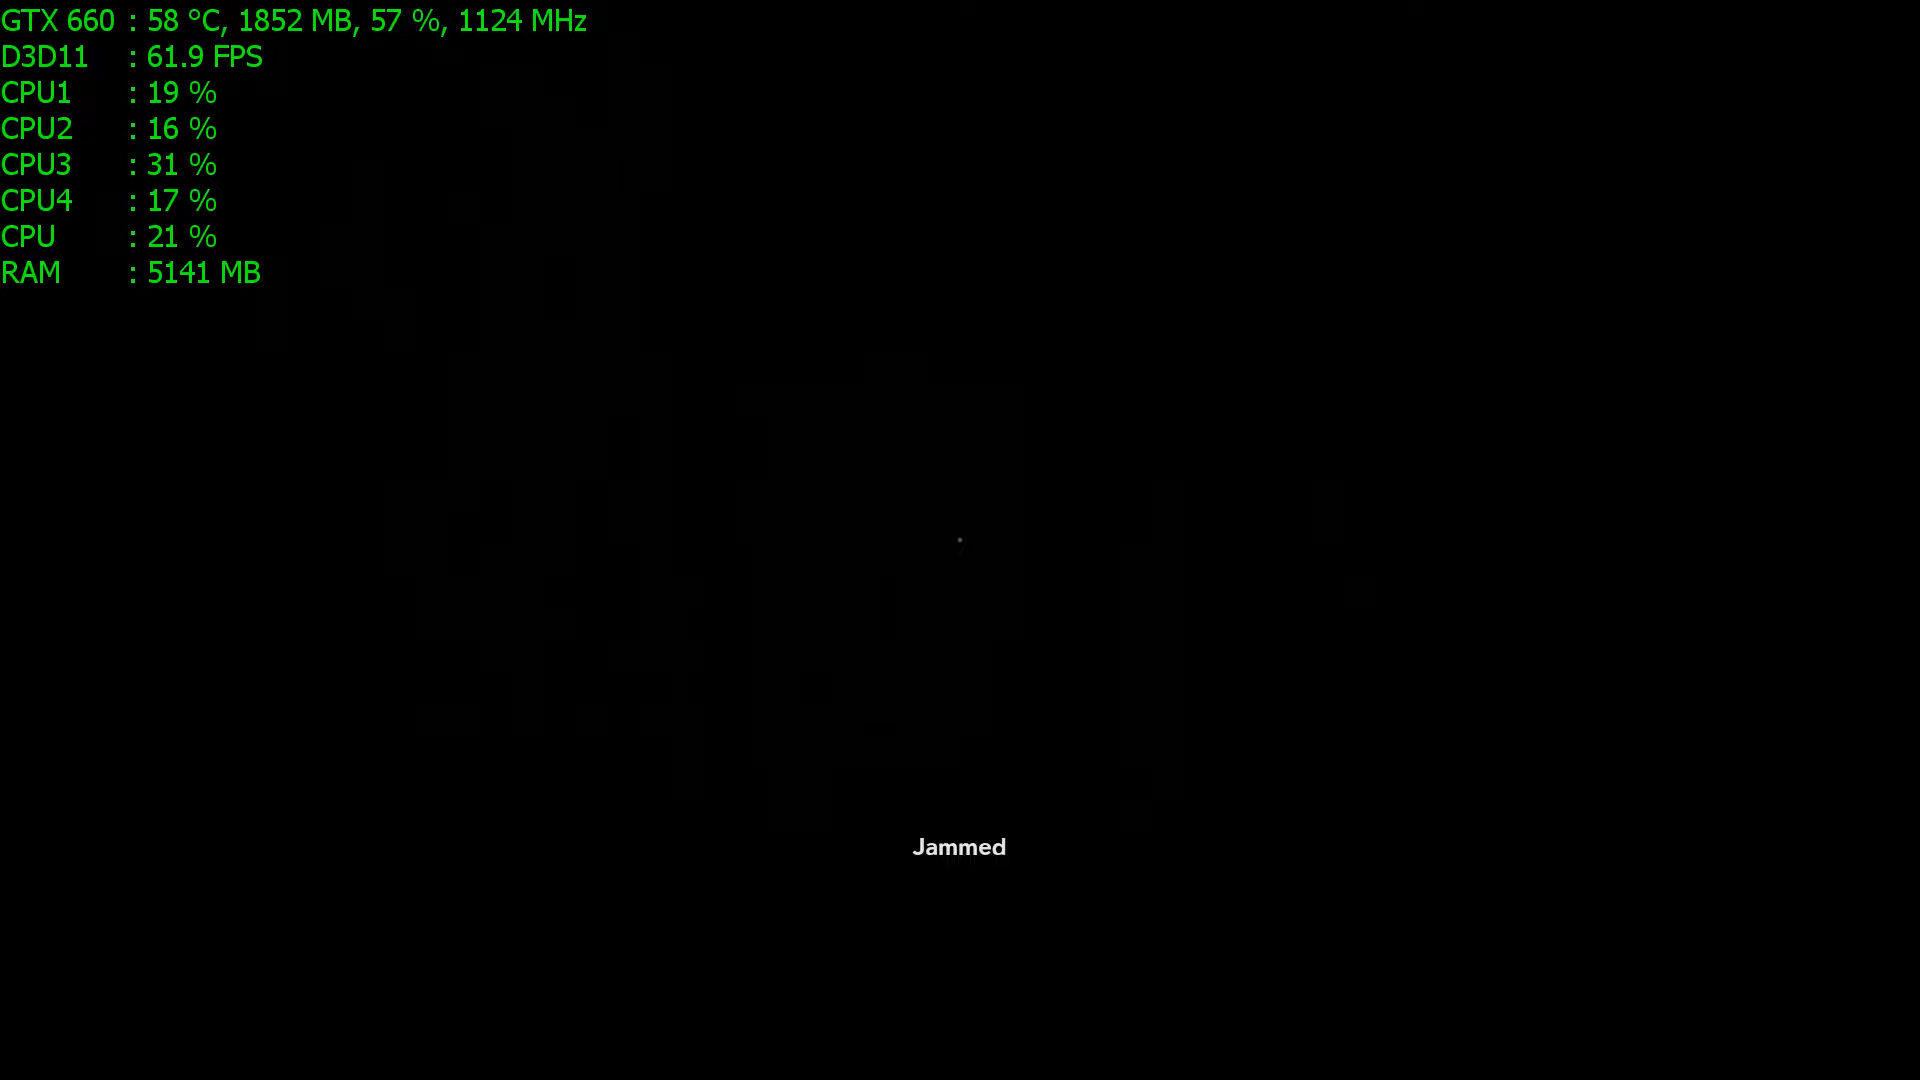 GTX 660 : 58 °C, 1852 MB, 57 %, 1124 MHz
D3D11 : 61.9 FPS
CPU1 : 19 %
CPU2 : 16 %
CPU3 : 31 %
CPU4 : 17 %
CPU : 21 %
RAM : 5141 MB
Jammed